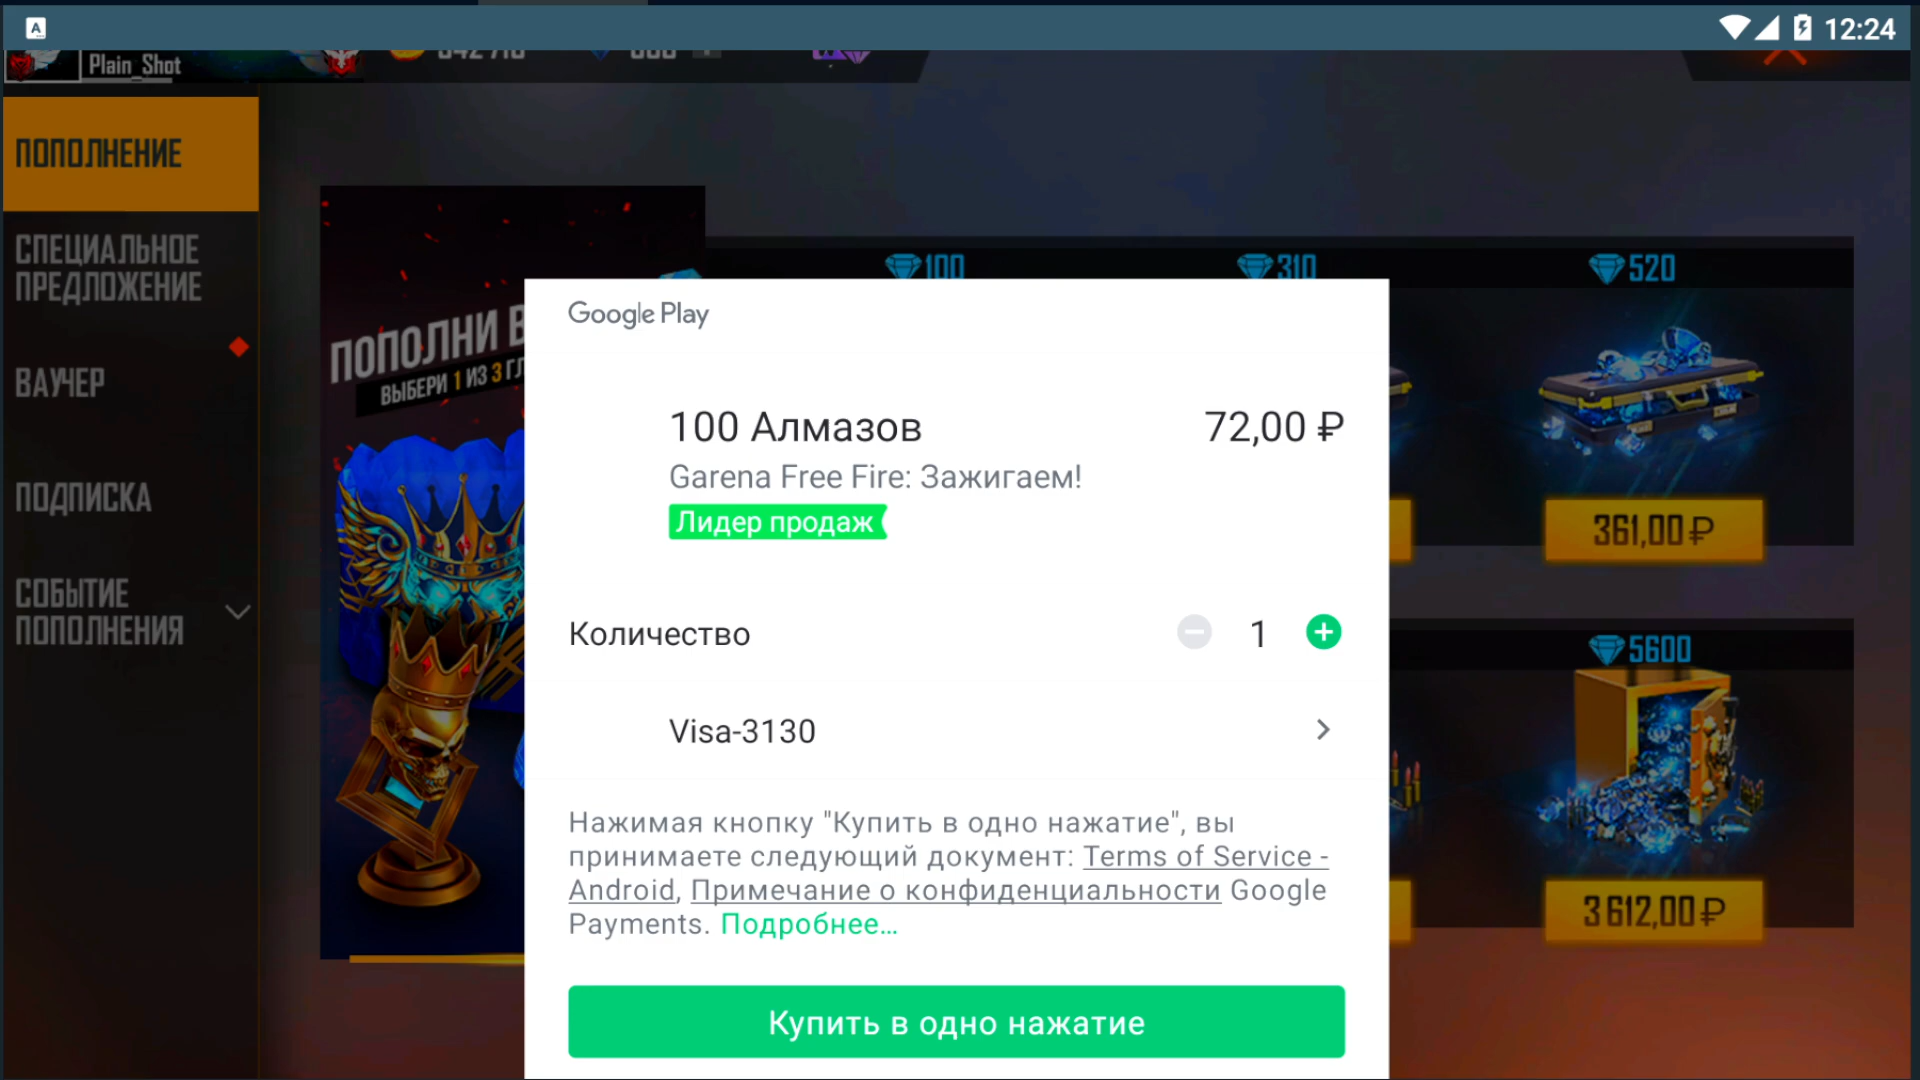 A
12:24
Plain_Shot
ПОПОЛНЕНИЕ
СПЕЦИАЛЬНОЕ
ПРЕДЛОЖЕНИЕ
ВАУЧЕР
ПОДПИСКА
СОБЫТИЕ
ПОПОЛНЕНИЯ
ПОПОЛНИ
ВЫБЕРИ 1 ИЗ 3
100
310
520
361,00 ₽
5600
3 612,00 ₽
Google Play
100 Алмазов 72,00 ₽
Garena Free Fire: Зажигаем!
Лидер продаж
Количество 1
Visa-3130
Нажимая кнопку "Купить в одно нажатие", вы
принимаете следующий документ: Terms of Service -
Android, Примечание о конфиденциальности Google
Payments. Подробнее...
Купить в одно нажатие